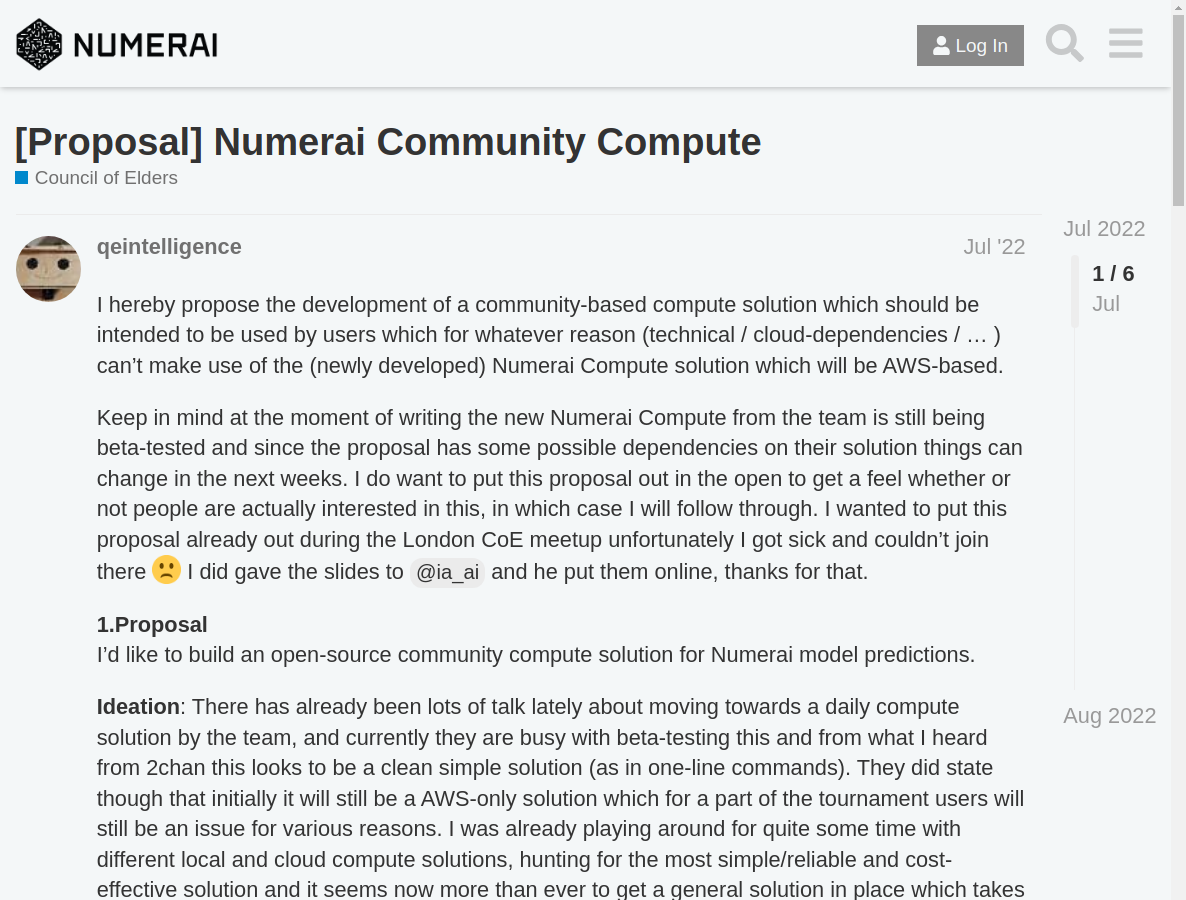 NUMERAI
Log In
[Proposal] Numerai Community Compute
Council of Elders
qeintelligence
Jul '22
Jul 2022
1 / 6
Jul
I hereby propose the development of a community-based compute solution which should be
intended to be used by users which for whatever reason (technical / cloud-dependencies / … )
can’t make use of the (newly developed) Numerai Compute solution which will be AWS-based.
Keep in mind at the moment of writing the new Numerai Compute from the team is still being
beta-tested and since the proposal has some possible dependencies on their solution things can
change in the next weeks. I do want to put this proposal out in the open to get a feel whether or
not people are actually interested in this, in which case I will follow through. I wanted to put this
proposal already out during the London CoE meetup unfortunately I got sick and couldn’t join
there I did gave the slides to @ia_ai and he put them online, thanks for that.
1.Proposal
I’d like to build an open-source community compute solution for Numerai model predictions.
Ideation: There has already been lots of talk lately about moving towards a daily compute
solution by the team, and currently they are busy with beta-testing this and from what I heard
from 2chan this looks to be a clean simple solution (as in one-line commands). They did state
though that initially it will still be a AWS-only solution which for a part of the tournament users will
still be an issue for various reasons. I was already playing around for quite some time with
different local and cloud compute solutions, hunting for the most simple/reliable and cost-
effective solution and it seems now more than ever to get a general solution in place which takes
Aug 2022